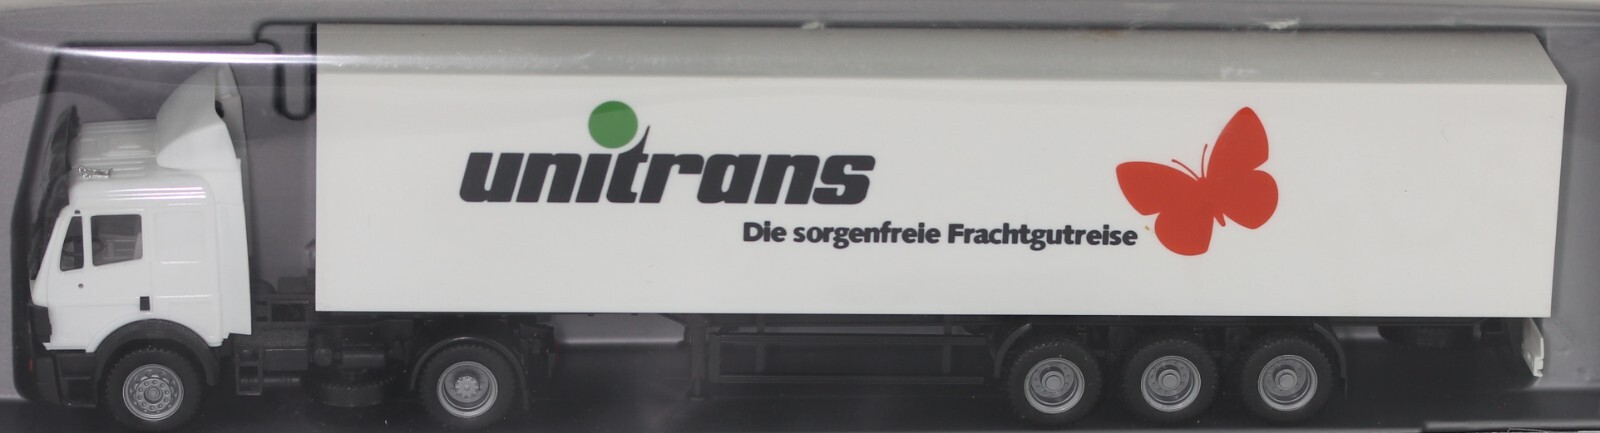 unitrans
Die sorgenfreie Frachtgutreise